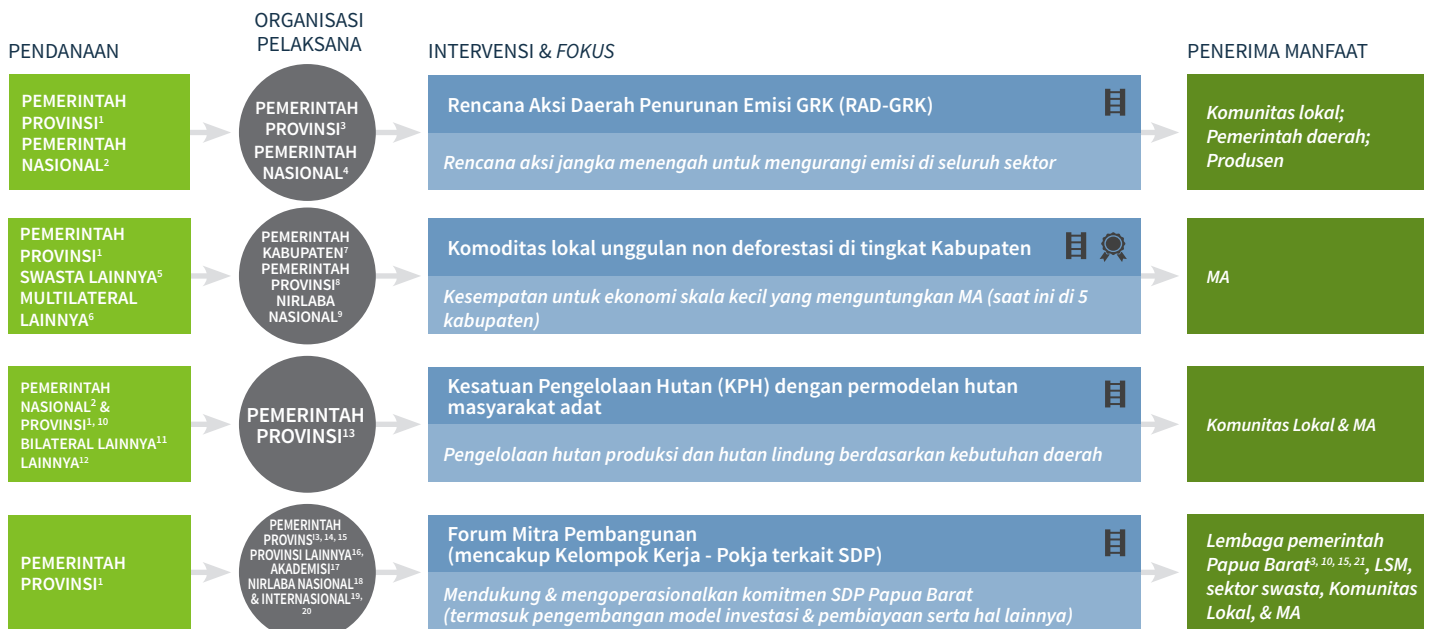 PENDANAAN
ORGANISASI
PELAKSANA
INTERVENSI & FOKUS
PENERIMA MANFAAT
PEMERINTAH
PROVINSI¹
PEMERINTAH
NASIONAL²
PEMERINTAH
PROVINSI³
PEMERINTAH
NASIONAL⁴
Rencana Aksi Daerah Penurunan Emisi GRK (RAD-GRK)
Rencana aksi jangka menengah untuk mengurangi emisi di seluruh sektor
Komunitas lokal;
Pemerintah daerah;
Produsen
PEMERINTAH
PROVINSI¹
SWASTA LAINNYA⁵
MULTILATERAL
LAINNYA⁶
PEMERINTAH
KABUPATEN⁷
PEMERINTAH
PROVINSI⁸
NIRLABA
NASIONAL⁹
Komoditas lokal unggulan non deforestasi di tingkat Kabupaten
Kesempatan untuk ekonomi skala kecil yang menguntungkan MA (saat ini di 5
kabupaten)
MA
PEMERINTAH
NASIONAL² &
PROVINSI¹, ¹⁰
BILATERAL LAINNYA¹¹
LAINNYA¹²
PEMERINTAH
PROVINSI¹³
Kesatuan Pengelolaan Hutan (KPH) dengan permodelan hutan
masyarakat adat
Pengelolaan hutan produksi dan hutan lindung berdasarkan kebutuhan daerah
Komunitas Lokal & MA
PEMERINTAH
PROVINSI¹
PEMERINTAH
PROVINS¹³, ¹⁴, ¹⁵
PROVINSI LAINNYA¹⁶,
AKADEMISI¹⁷
NIRLABA NASIONAL¹⁸
& INTERNASIONAL¹⁹,
²⁰
Forum Mitra Pembangunan
(mencakup Kelompok Kerja - Pokja terkait SDP)
Mendukung & mengoperasionalkan komitmen SDP Papua Barat
(termasuk pengembangan model investasi & pembiayaan serta hal lainnya)
Lembaga pemerintah
Papua Barat³, ¹⁰, ¹⁵, ²¹, LSM,
sektor swasta, Komunitas
Lokal, & MA